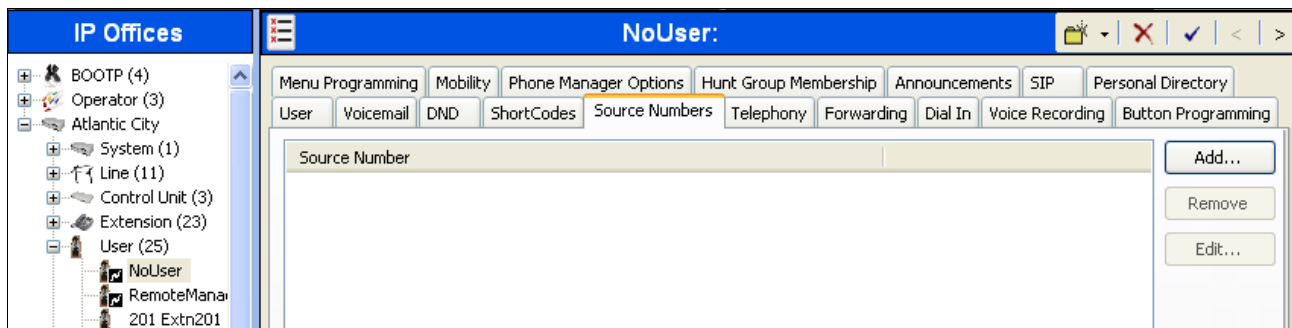 IP Offices
BOOTP (4)
Operator (3)
Atlantic City
System (1)
Line (11)
Control Unit (3)
Extension (23)
User (25)
NoUser
RemoteMana
201 Extn201
NoUser:
Menu Programming Mobility Phone Manager Options Hunt Group Membership Announcements SIP Personal Directory
User Voicemail DND ShortCodes Source Numbers Telephony Forwarding Dial In Voice Recording Button Programming
Source Number
Add...
Remove
Edit...